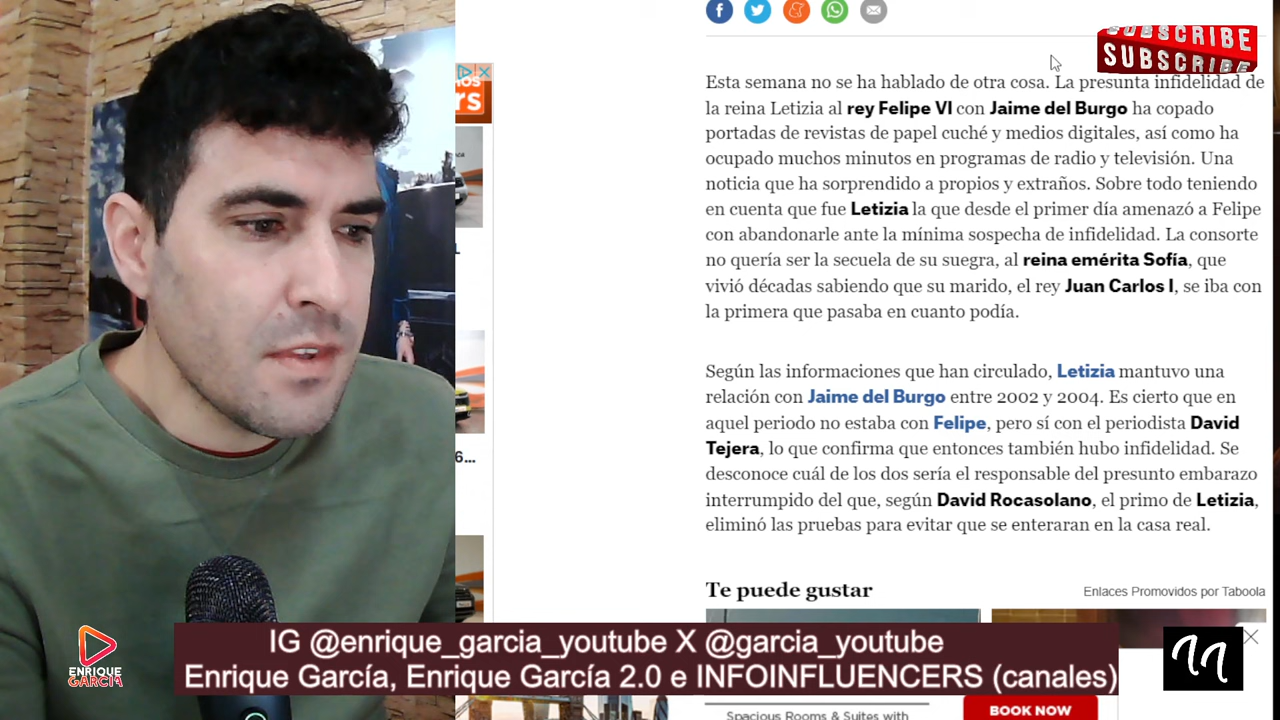 SUBSCRIBE
SUBSCRIBE
Esta semana no se ha hablado de otra cosa. La presunta infidelidad de
la reina Letizia al rey Felipe VI con Jaime del Burgo ha copado
portadas de revistas de papel cuché y medios digitales, así como ha
ocupado muchos minutos en programas de radio y televisión. Una
noticia que ha sorprendido a propios y extraños. Sobre todo teniendo
en cuenta que fue Letizia la que desde el primer día amenazó a Felipe
con abandonarle ante la mínima sospecha de infidelidad. La consorte
no quería ser la secuela de su suegra, al reina emérita Sofía, que
vivió décadas sabiendo que su marido, el rey Juan Carlos I, se iba con
la primera que pasaba en cuanto podía.
Según las informaciones que han circulado, Letizia mantuvo una
relación con Jaime del Burgo entre 2002 y 2004. Es cierto que en
aquel periodo no estaba con Felipe, pero sí con el periodista David
Tejera, lo que confirma que entonces también hubo infidelidad. Se
desconoce cuál de los dos sería el responsable del presunto embarazo
interrumpido del que, según David Rocasolano, el primo de Letizia,
eliminó las pruebas para evitar que se enteraran en la casa real.
6...
Te puede gustar
Enlaces Promovidos por Taboola
IG @enrique_garcia_youtube X @garcia_youtube
Enrique García, Enrique García 2.0 e INFOINFLUENCERS (canales)
ENRIQUE
GARCÍA
Spacious Rooms & Suites with
BOOK NOW